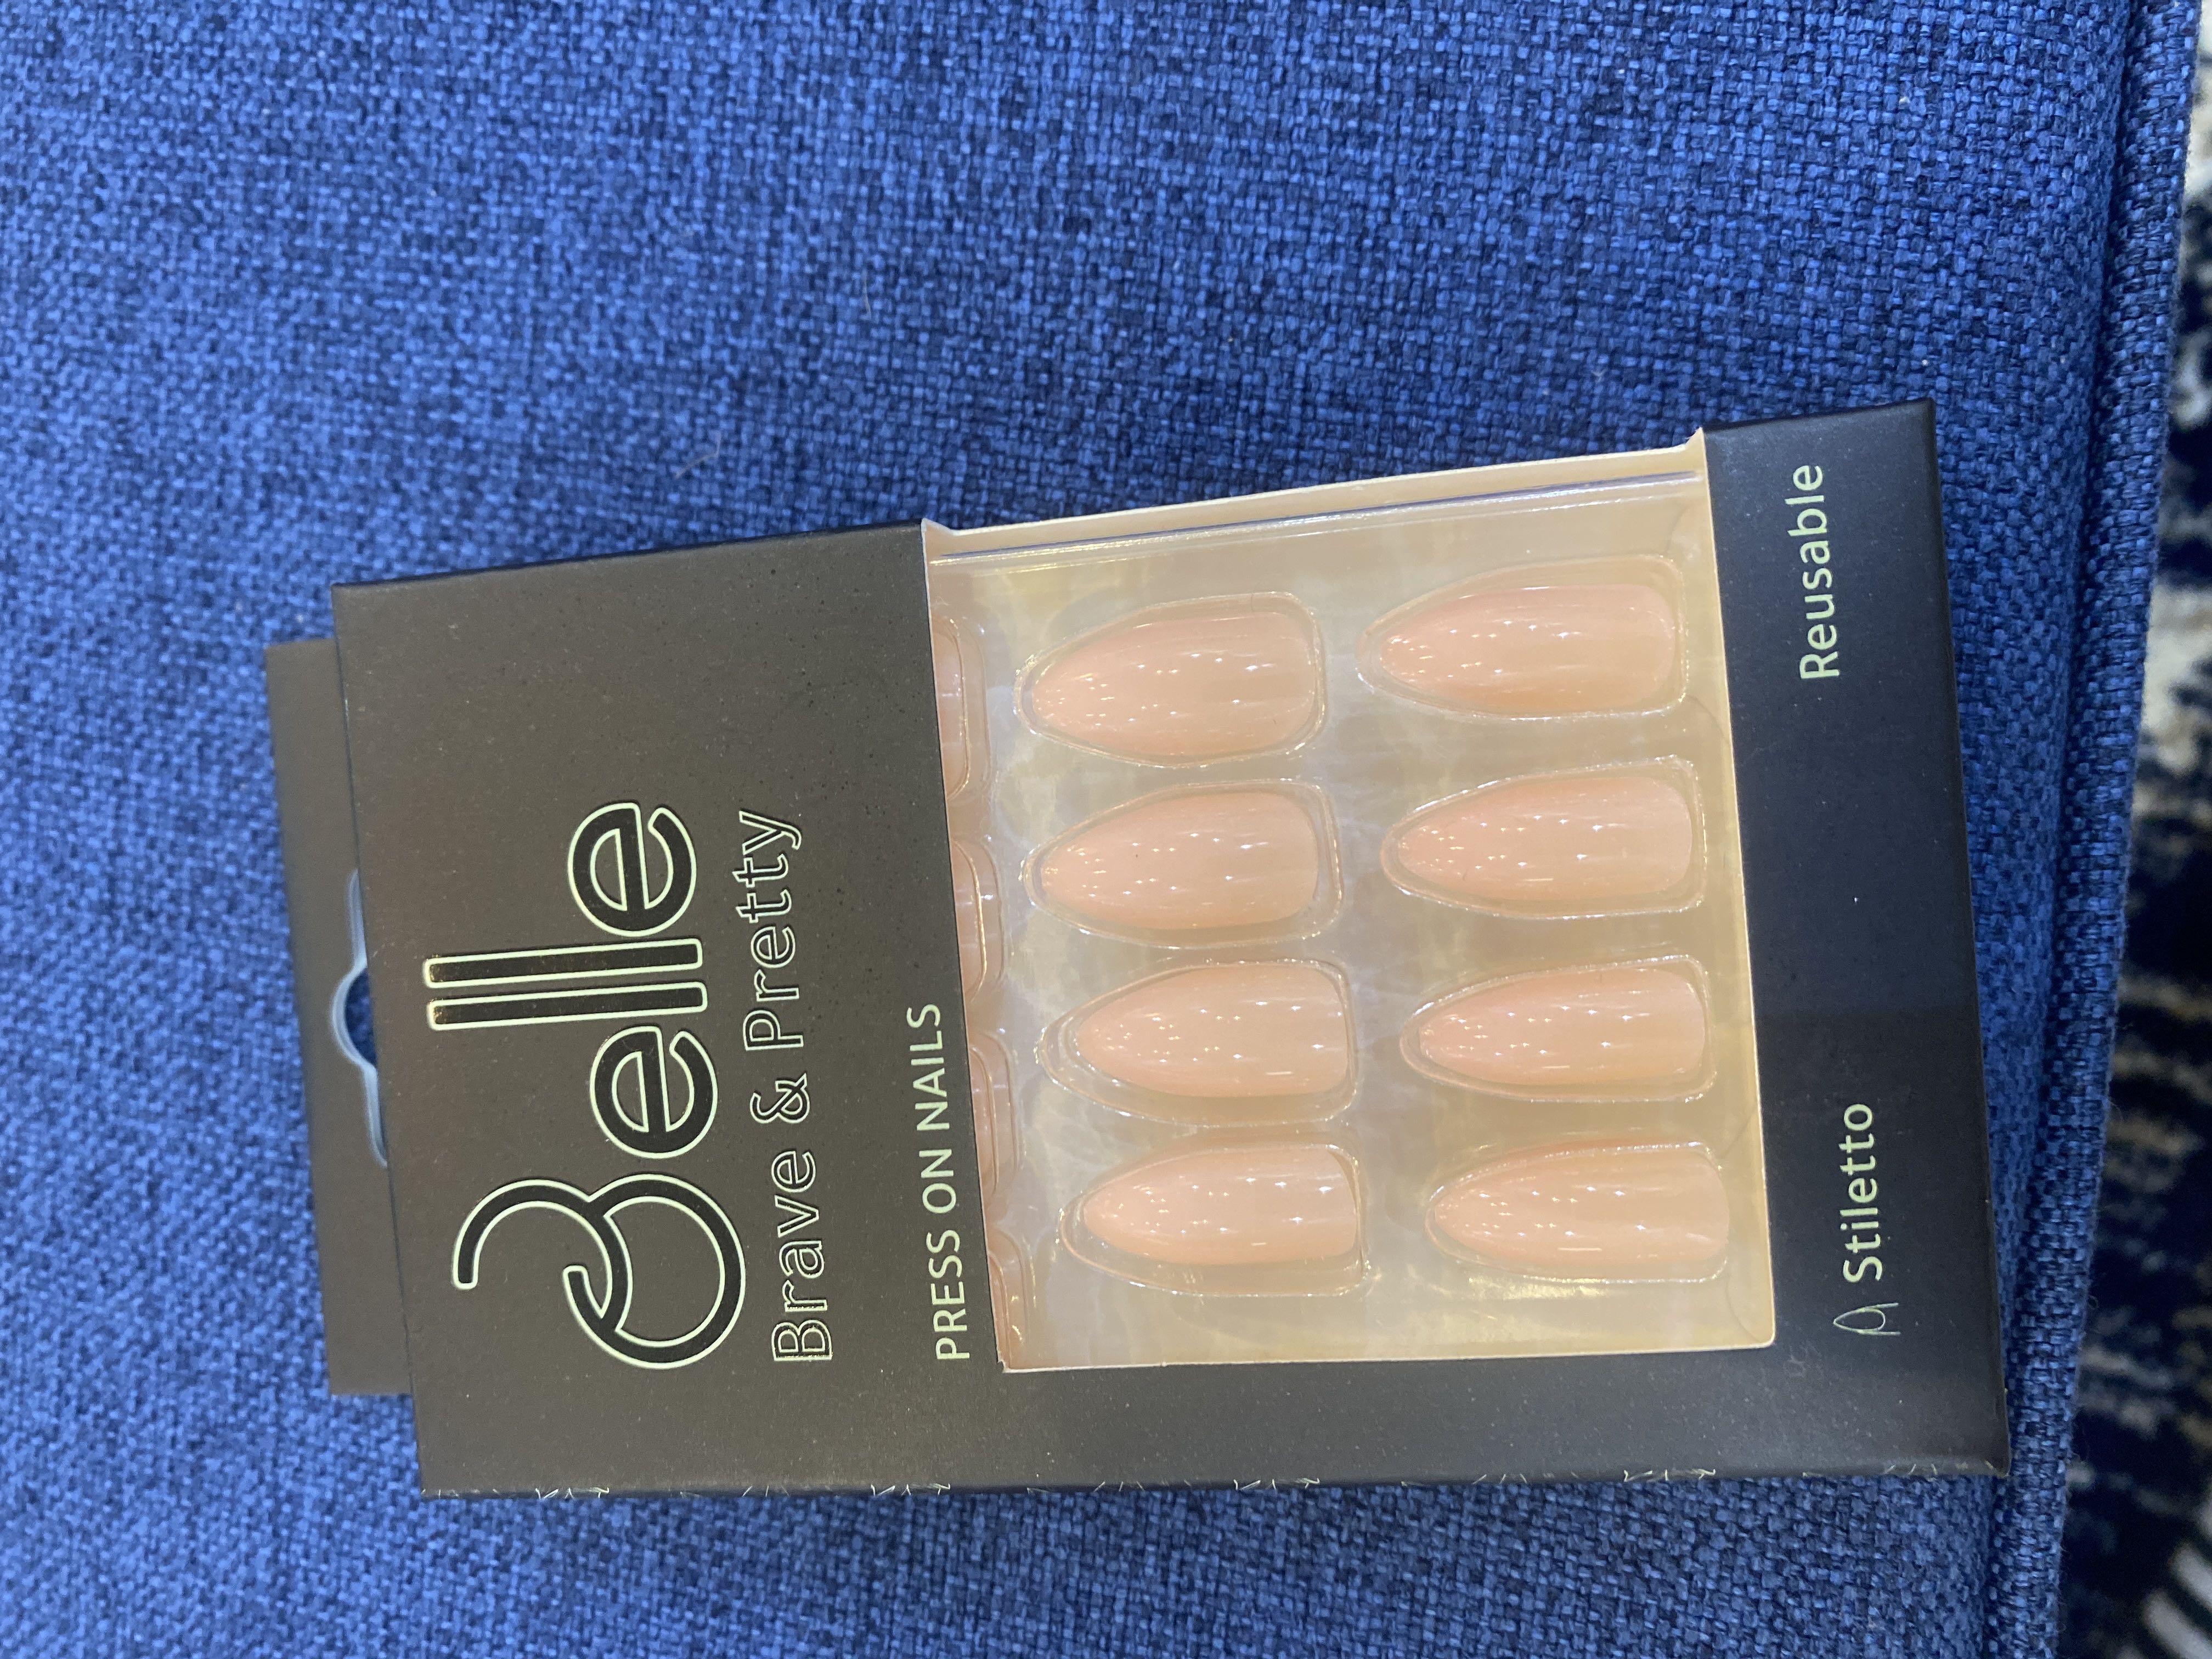 Belle
Brave & Pretty
PRESS ON NAILS
Stiletto
Reusable